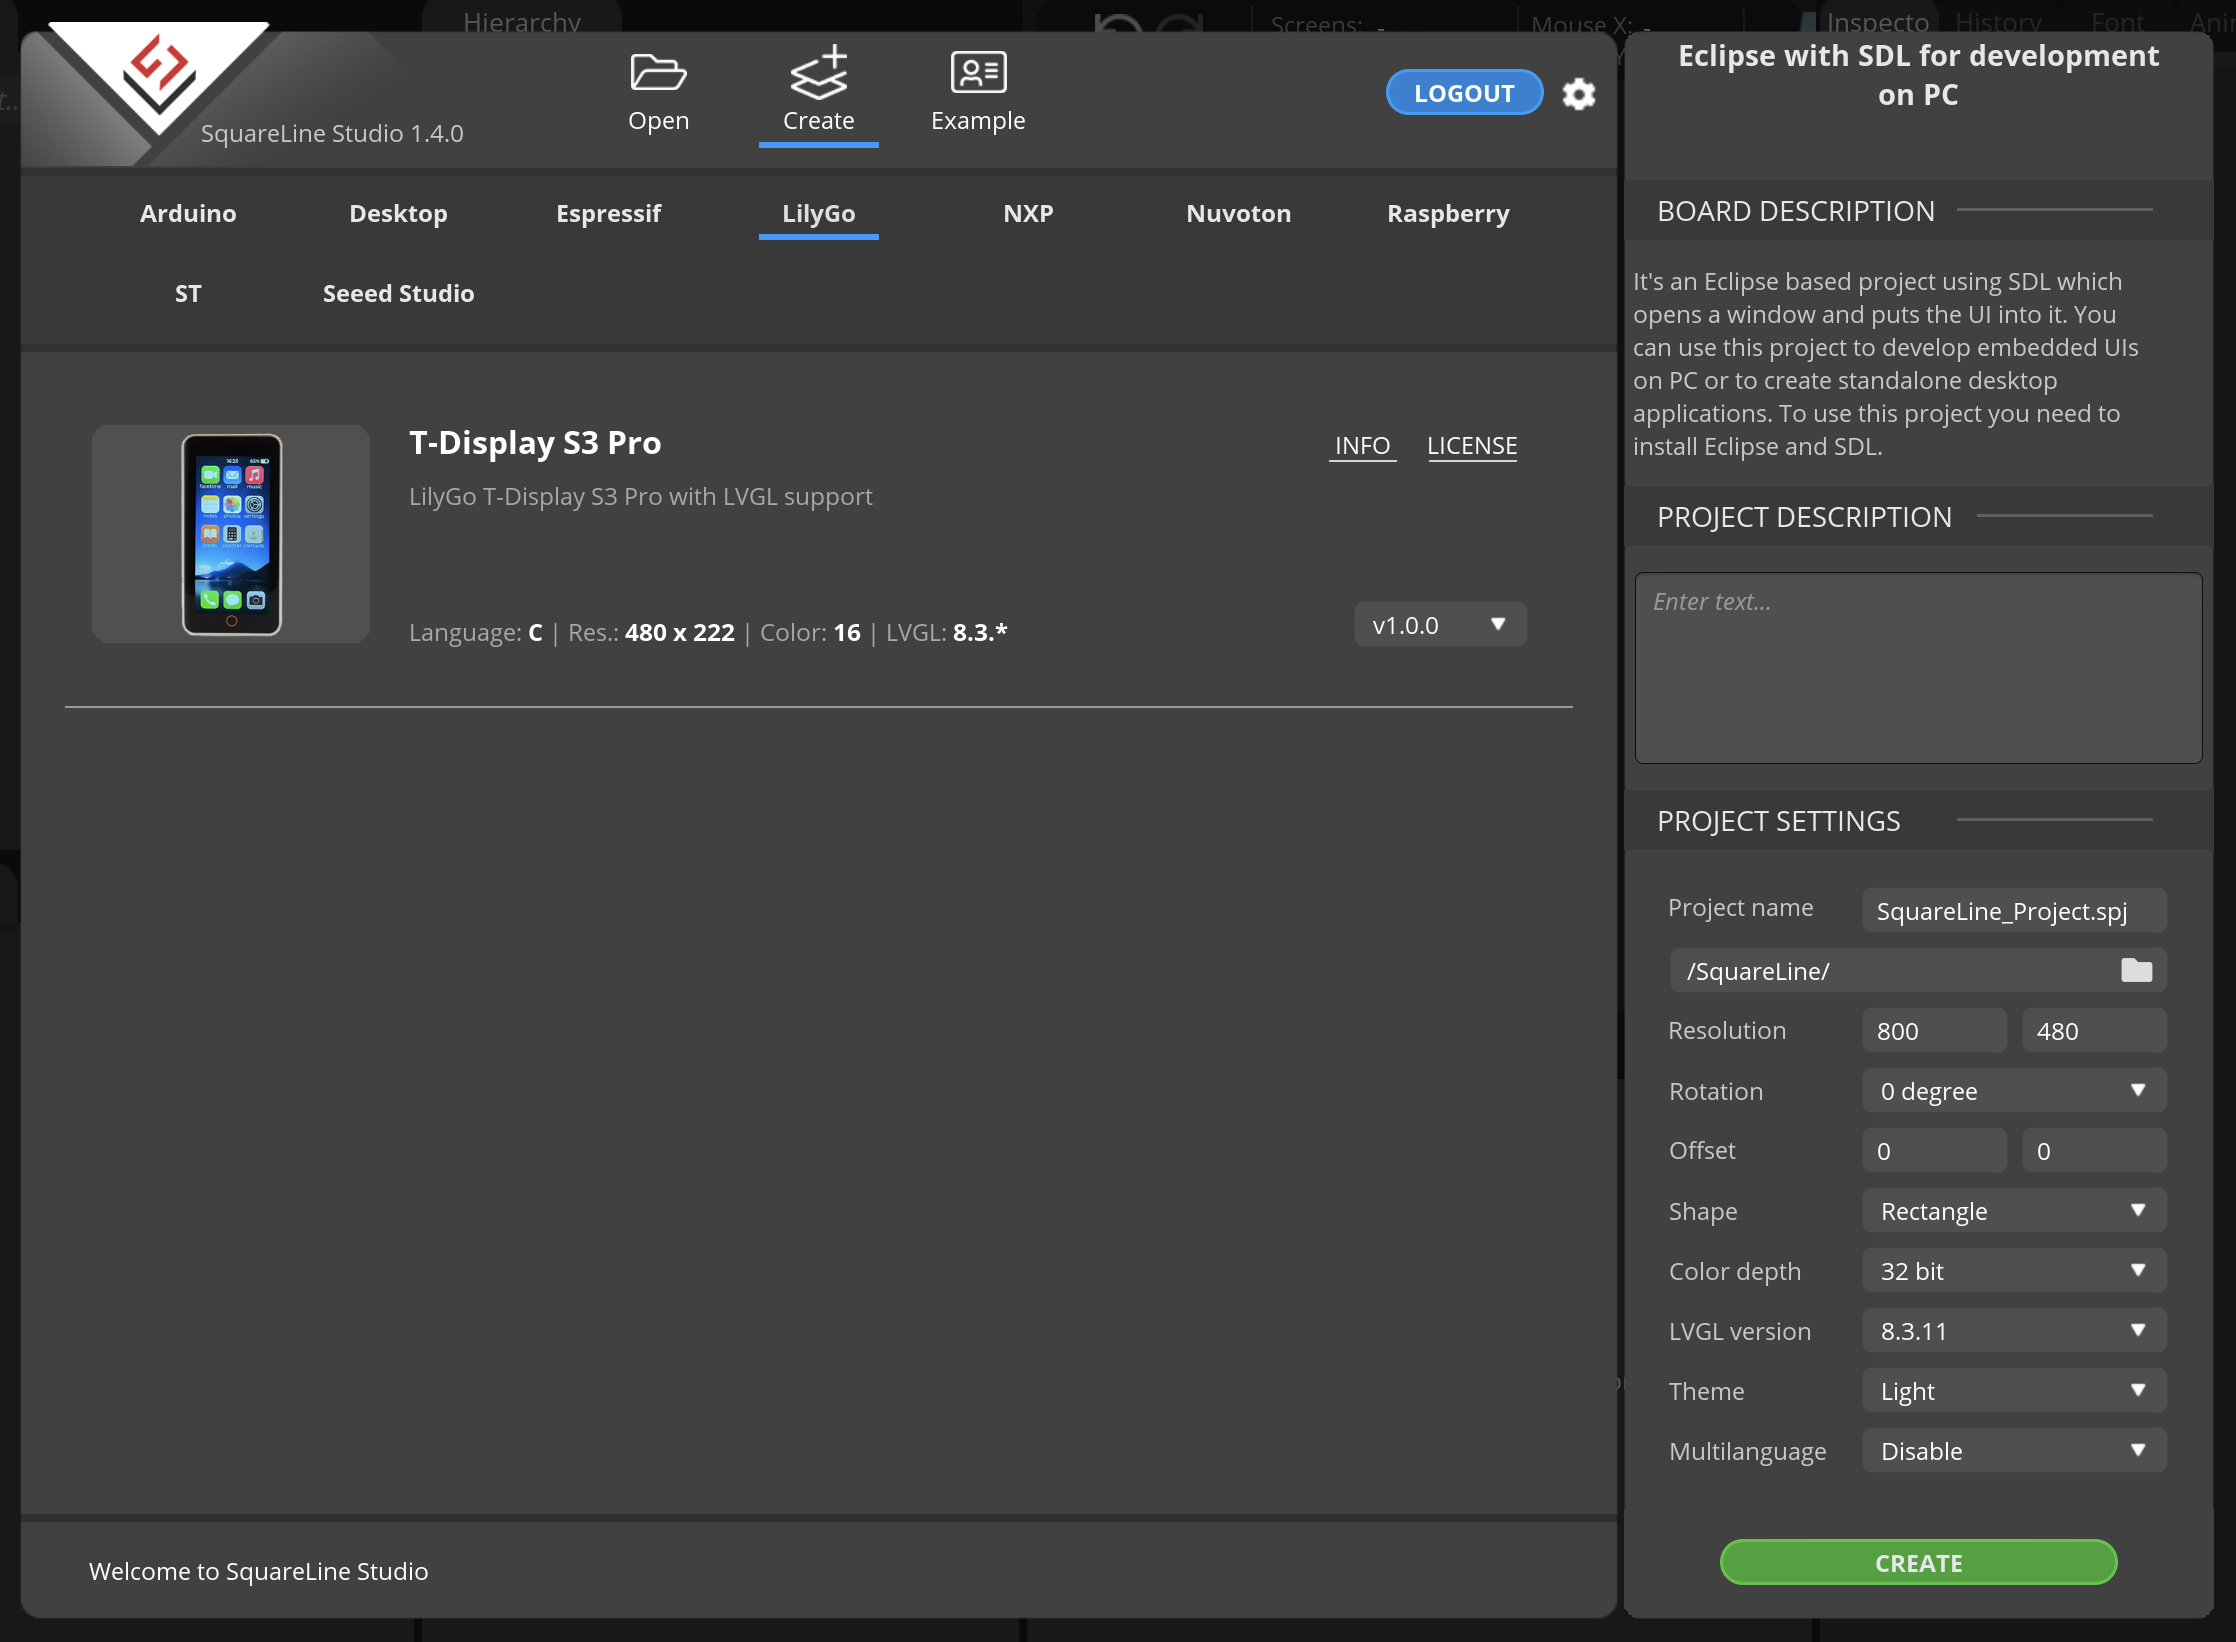 Hierarchy
Screens: -
Mouse X: -
Inspecto
History
Font
SquareLine Studio 1.4.0
Open
Create
Example
LOGOUT
Arduino
Desktop
Espressif
LilyGo
NXP
Nuvoton
Raspberry
ST
Seeed Studio
T-Display S3 Pro
INFO
LICENSE
LilyGo T-Display S3 Pro with LVGL support
Language: C | Res.: 480 x 222 | Color: 16 | LVGL: 8.3.*
v1.0.0
Welcome to SquareLine Studio
Eclipse with SDL for development
on PC
BOARD DESCRIPTION
It's an Eclipse based project using SDL which
opens a window and puts the UI into it. You
can use this project to develop embedded UIs
on PC or to create standalone desktop
applications. To use this project you need to
install Eclipse and SDL.
PROJECT DESCRIPTION
Enter text...
PROJECT SETTINGS
Project name
SquareLine_Project.spj
/SquareLine/
Resolution
800
480
Rotation
0 degree
Offset
0
0
Shape
Rectangle
Color depth
32 bit
LVGL version
8.3.11
Theme
Light
Multilanguage
Disable
CREATE